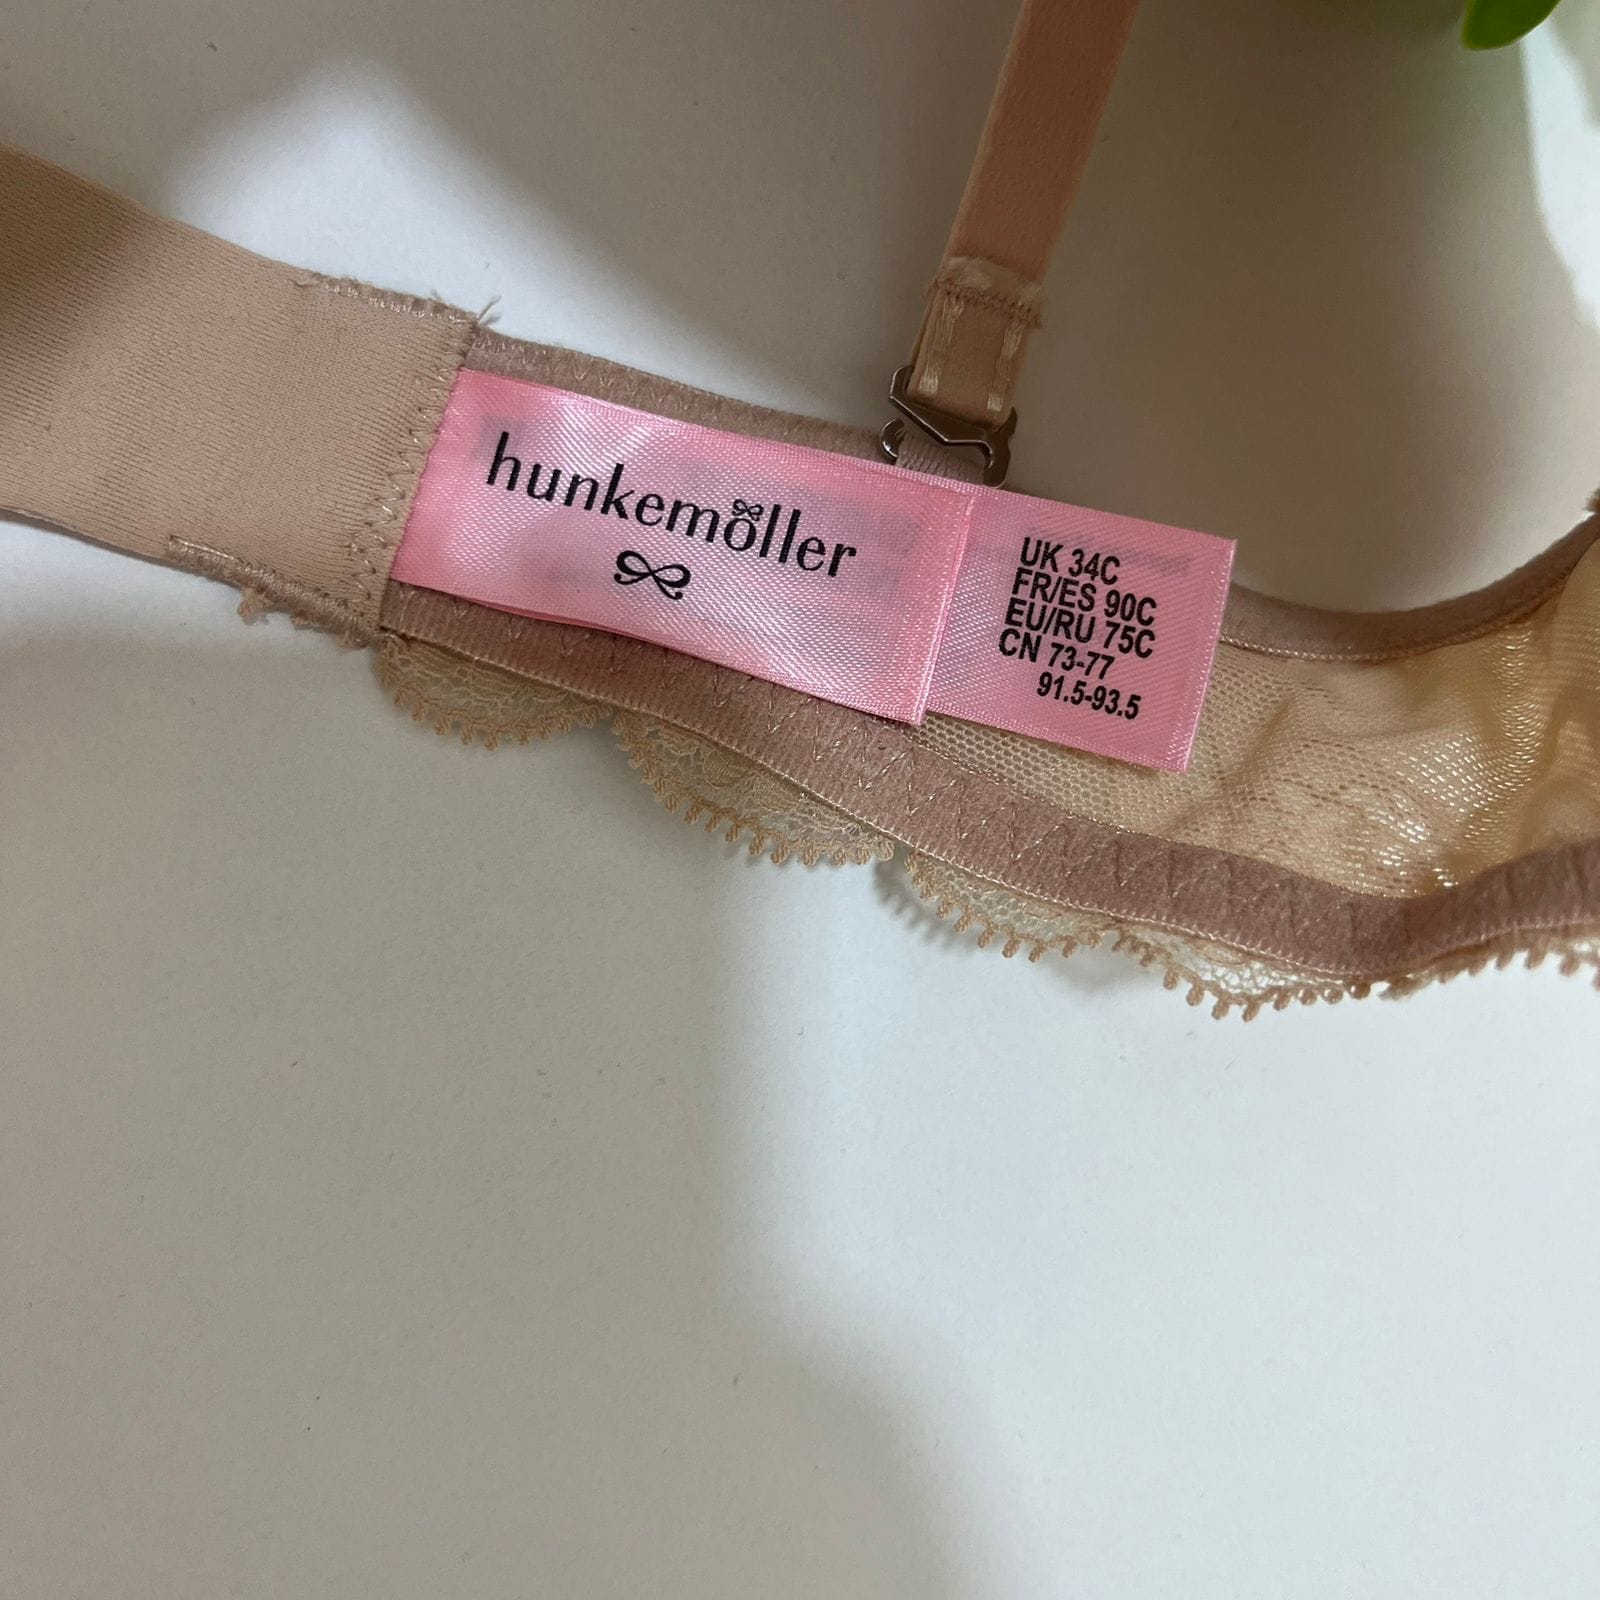 hunkemöller
UK 34C
FR/ES 90C
EU/RU 75C
CN 73-77
91.5-93.5